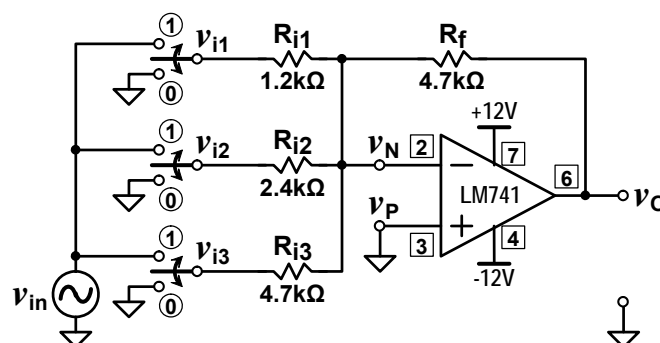 1
v_i1
R_i1
R_f
0
1.2kΩ
4.7kΩ
+12V
1
v_i2
R_i2
v_N
2
7
6
0
2.4kΩ
v_P
LM741
v_O
1
v_i3
R_i3
3
4
v_in
0
4.7kΩ
-12V